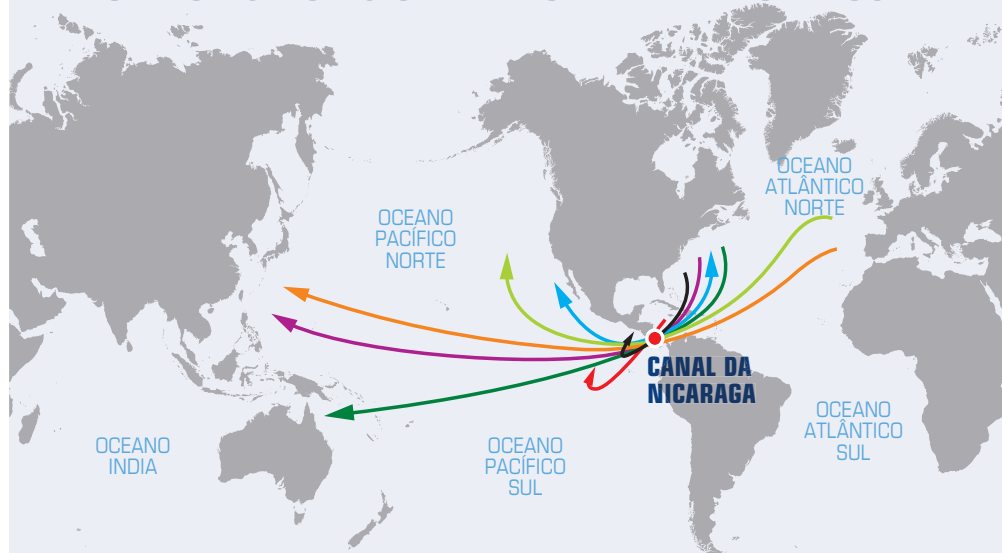 OCEANO
ATLÂNTICO
NORTE
OCEANO
PACÍFICO
NORTE
CANAL DA
NICARAGA
OCEANO
ATLÂNTICO
SUL
OCEANO
INDIA
OCEANO
PACÍFICO
SUL